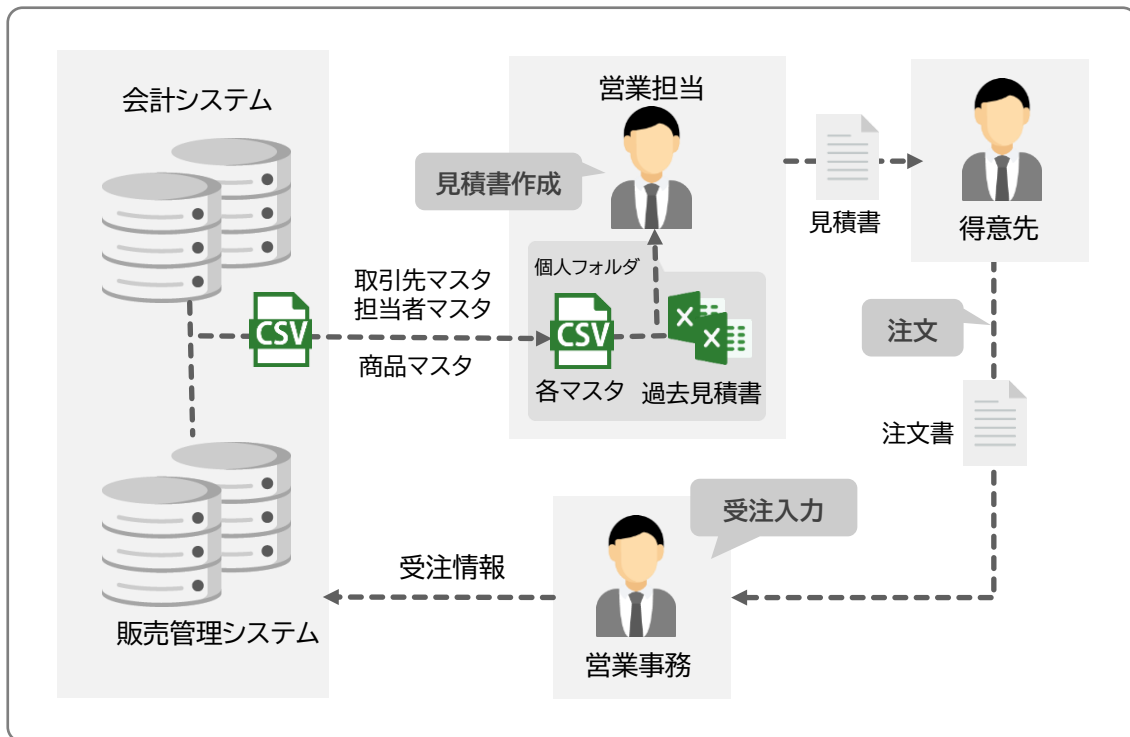 会計システム
営業担当
見積書作成
見積書
得意先
個人フォルダ
取引先マスタ
担当者マスタ
CSV
CSV
商品マスタ
各マスタ
過去見積書
注文
注文書
受注入力
受注情報
販売管理システム
営業事務